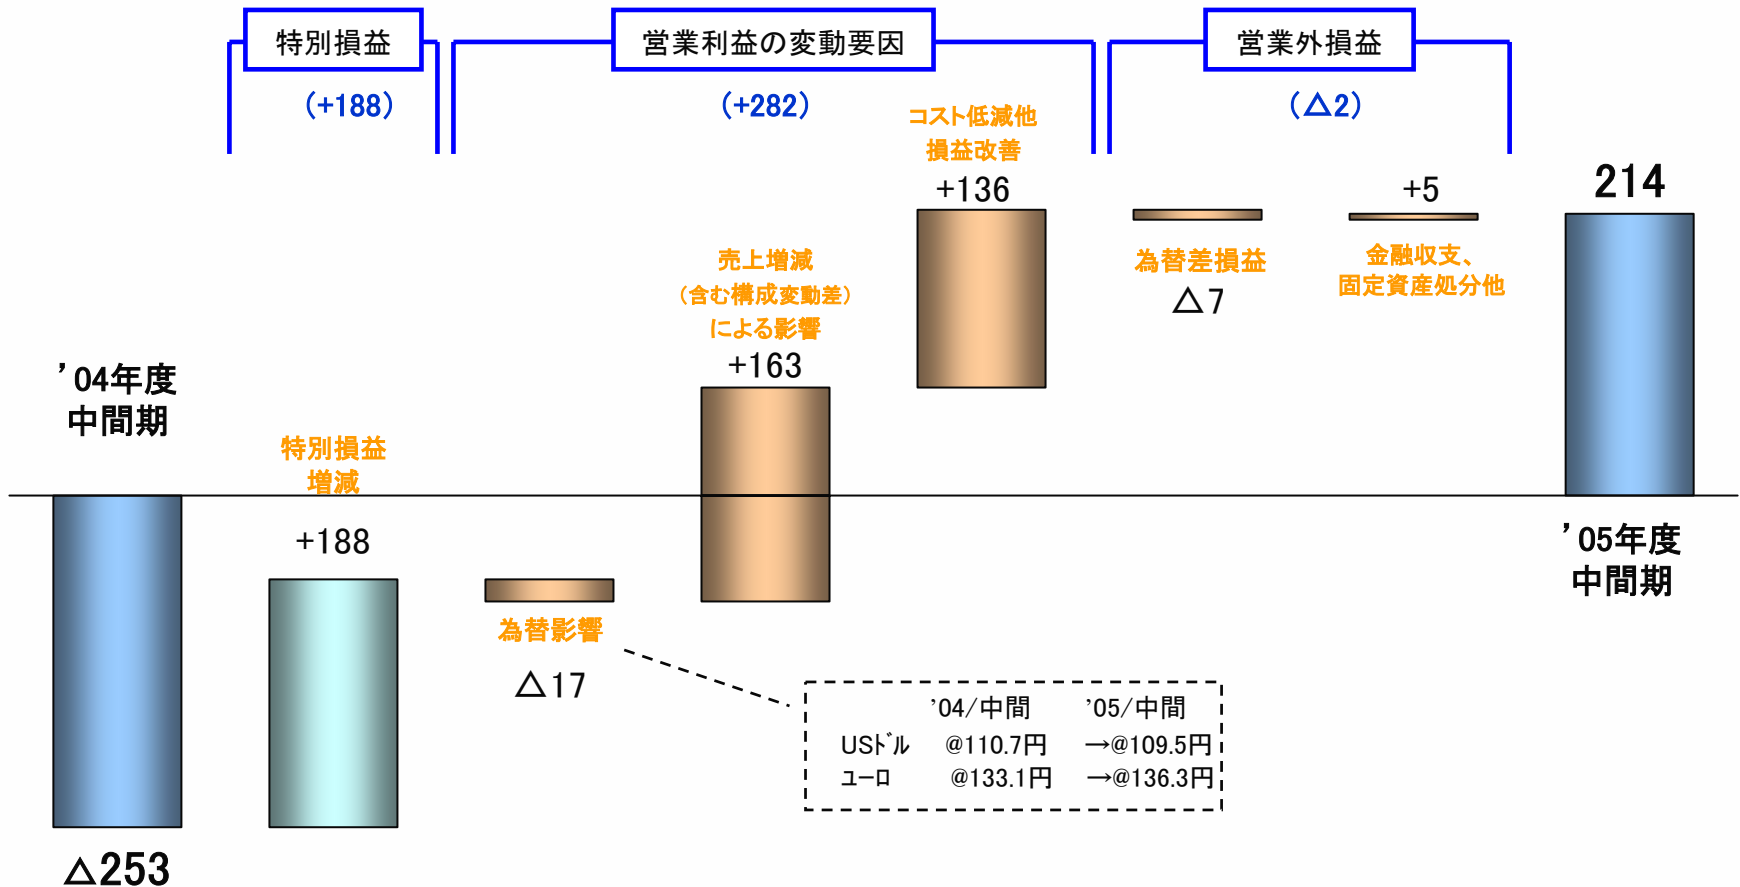 特別損益
(+188)
営業利益の変動要因
(+282)
営業外損益
(△2)
'04年度
中間期
△253
特別損益
増減
+188
為替影響
△17
売上増減
(含む構成変動差)
による影響
+163
コスト低減他
損益改善
+136
為替差損益
△7
+5
金融収支、
固定資産処分他
214
'05年度
中間期
'04/中間 '05/中間
USﾄﾞﾙ @110.7円 →@109.5円
ﾕｰﾛ @133.1円 →@136.3円